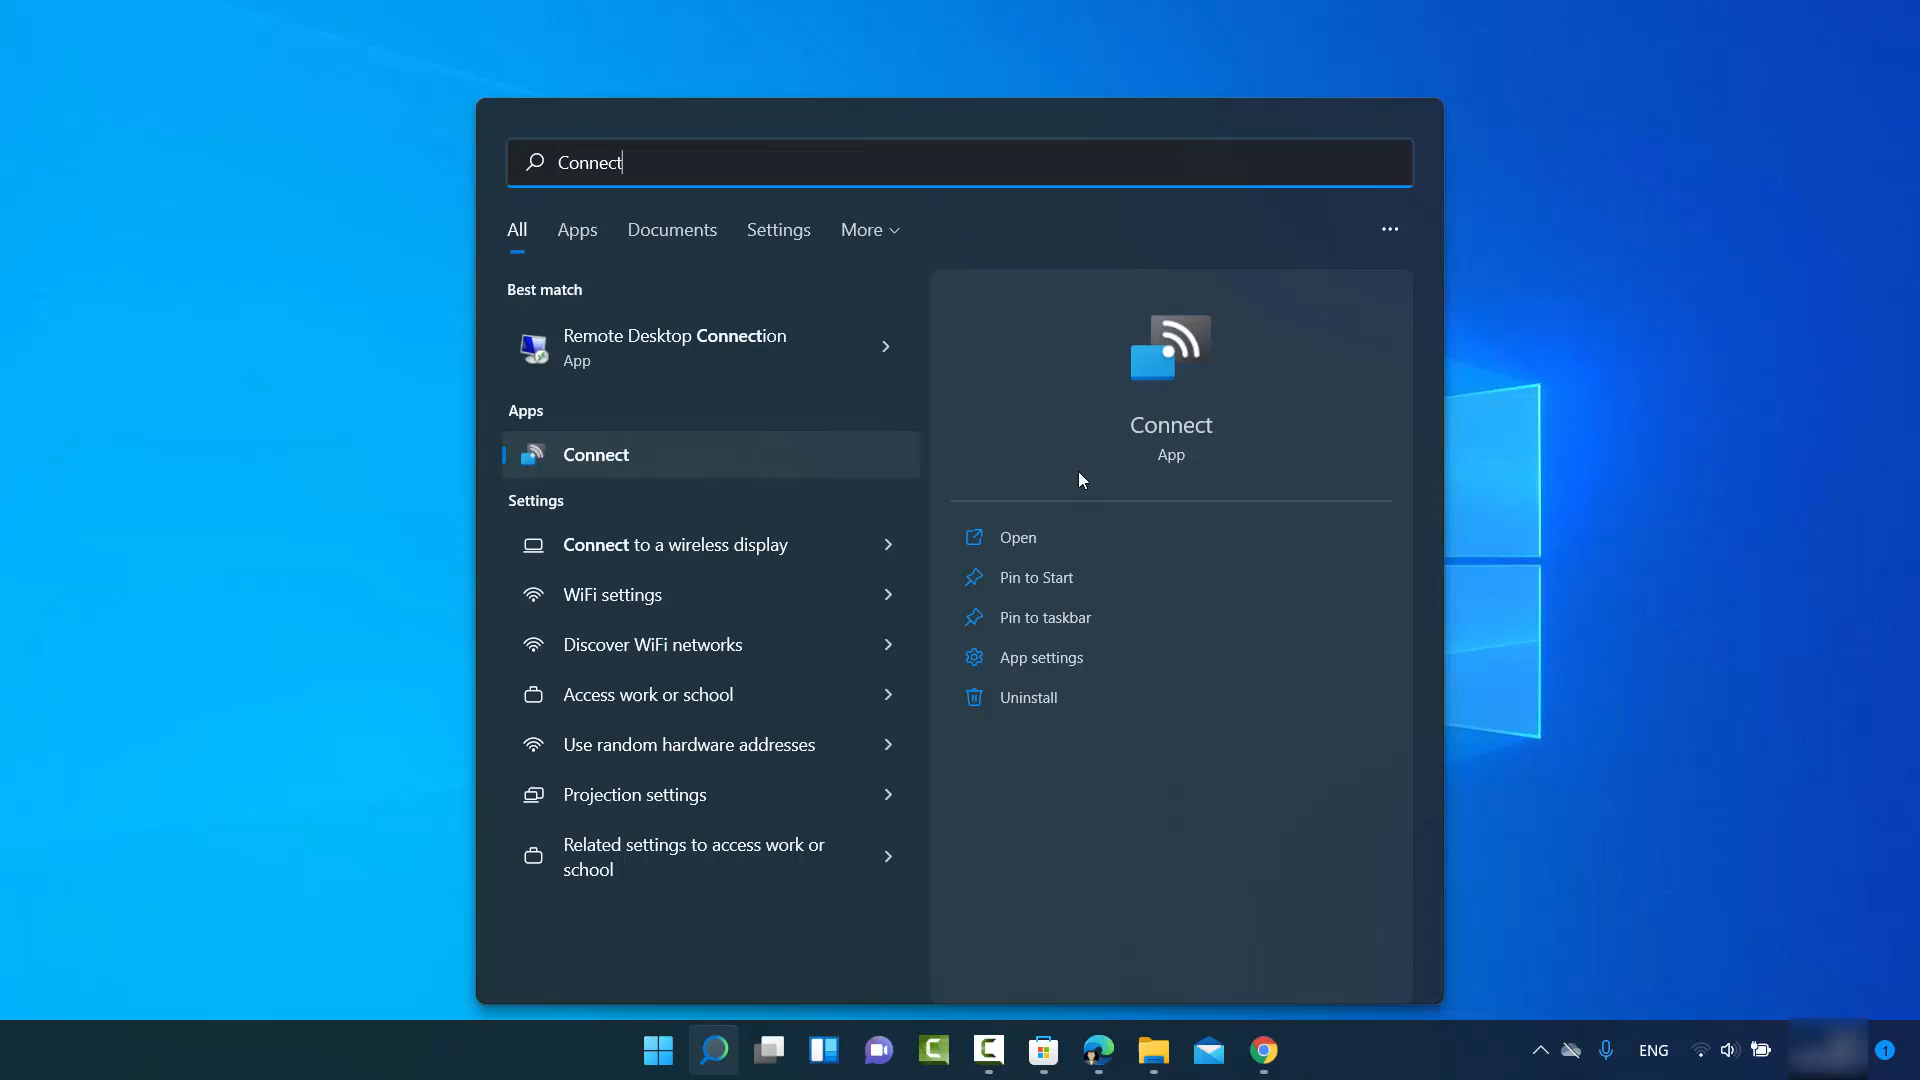 Connect
All Apps Documents Settings More
Best match
Remote Desktop Connection
App
Apps
Connect
Settings
Connect to a wireless display
WiFi settings
Discover WiFi networks
Access work or school
Use random hardware addresses
Projection settings
Related settings to access work or
school
Connect
App
Open
Pin to Start
Pin to taskbar
App settings
Uninstall
ENG
1